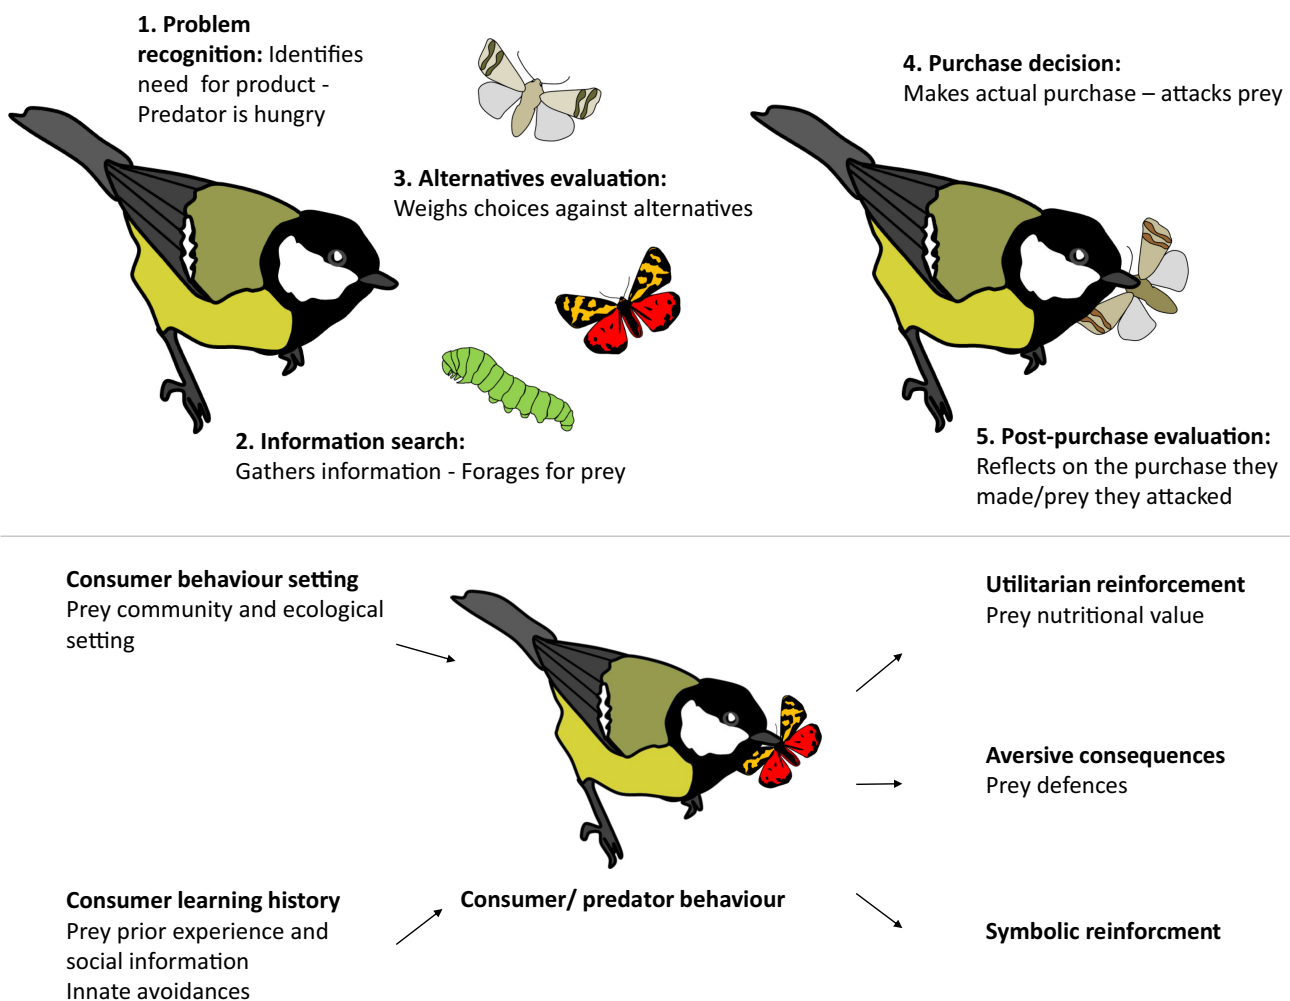 1. Problem
recognition: Identifies
need for product -
Predator is hungry
3. Alternatives evaluation:
Weighs choices against alternatives
2. Information search:
Gathers information - Forages for prey
4. Purchase decision:
Makes actual purchase – attacks prey
5. Post-purchase evaluation:
Reflects on the purchase they
made/prey they attacked
Consumer behaviour setting
Prey community and ecological
setting
Consumer learning history
Prey prior experience and
social information
Innate avoidances
Consumer/ predator behaviour
Utilitarian reinforcement
Prey nutritional value
Aversive consequences
Prey defences
Symbolic reinforcment